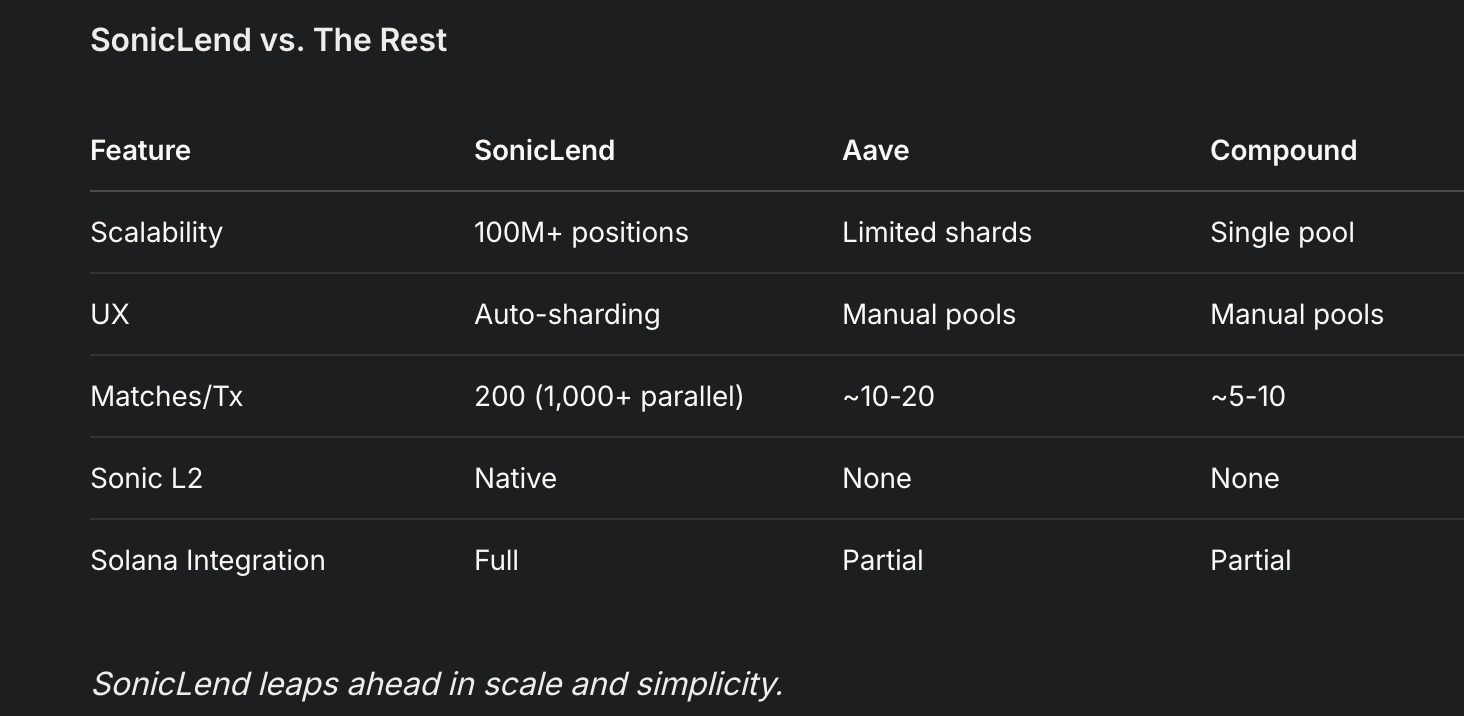 SonicLend vs. The Rest
Feature SonicLend Aave Compound
Scalability 100M+ positions Limited shards Single pool
UX Auto-sharding Manual pools Manual pools
Matches/Tx 200 (1,000+ parallel) ~10-20 ~5-10
Sonic L2 Native None None
Solana Integration Full Partial Partial
SonicLend leaps ahead in scale and simplicity.